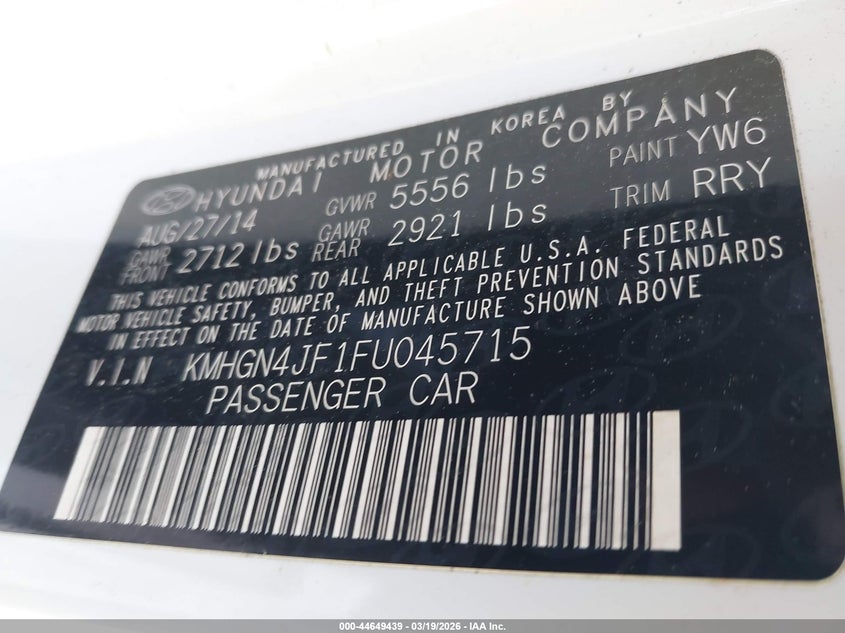 MANUFACTURED IN KOREA BY
HYUNDAI MOTOR COMPANY
AUG/27/14 GVWR 5556 lbs PAINT YW6
GAWR FRONT 2712 lbs GAWR REAR 2921 lbs TRIM RRY
THIS VEHICLE CONFORMS TO ALL APPLICABLE U.S.A. FEDERAL
MOTOR VEHICLE SAFETY, BUMPER, AND THEFT PREVENTION STANDARDS
IN EFFECT ON THE DATE OF MANUFACTURE SHOWN ABOVE
V.I.N KMHGN4JF1FU045715
PASSENGER CAR
000-44649439 - 03/19/2026 - IAA Inc.